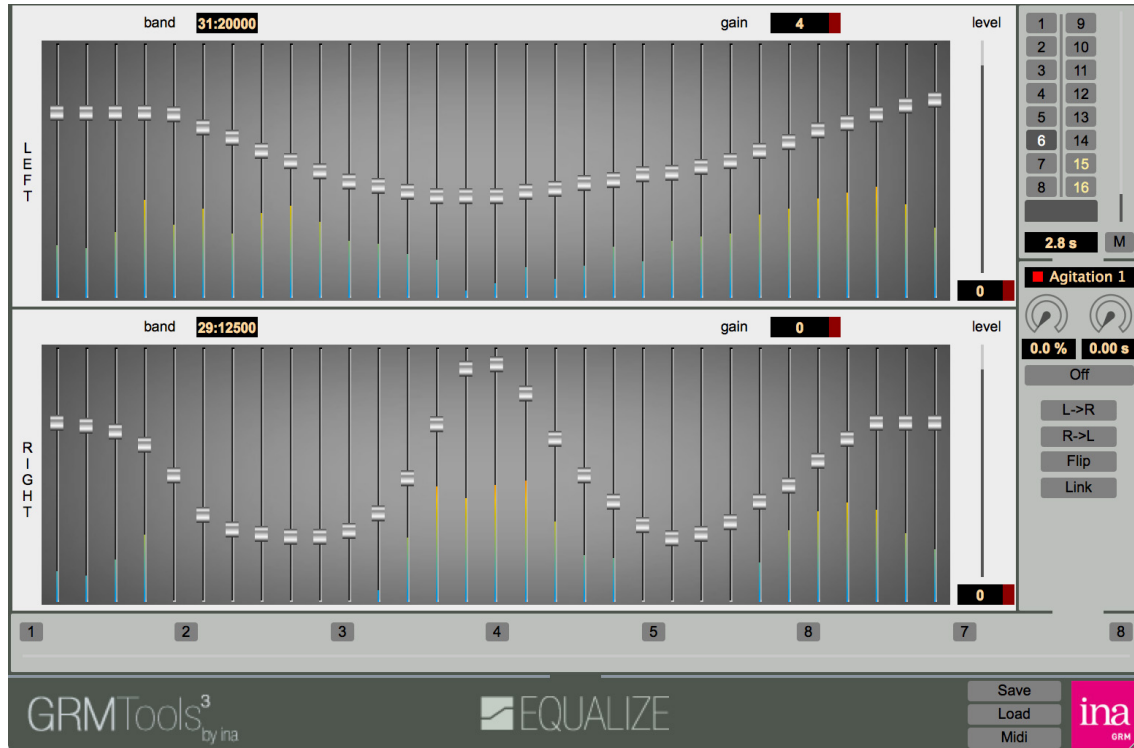 band 31:20000 gain 4 level
LEFT
0
band 29:12500 gain 0 level
RIGHT
0
1 9
2 10
3 11
4 12
5 13
6 14
7 15
8 16
2.8 s M
Agitation 1
0.0 % 0.00 s
Off
L->R
R->L
Flip
Link
1 2 3 4 5 8 7 8
GRMTools3
by ina
EQUALIZE
Save
Load
Midi
ina
GRM